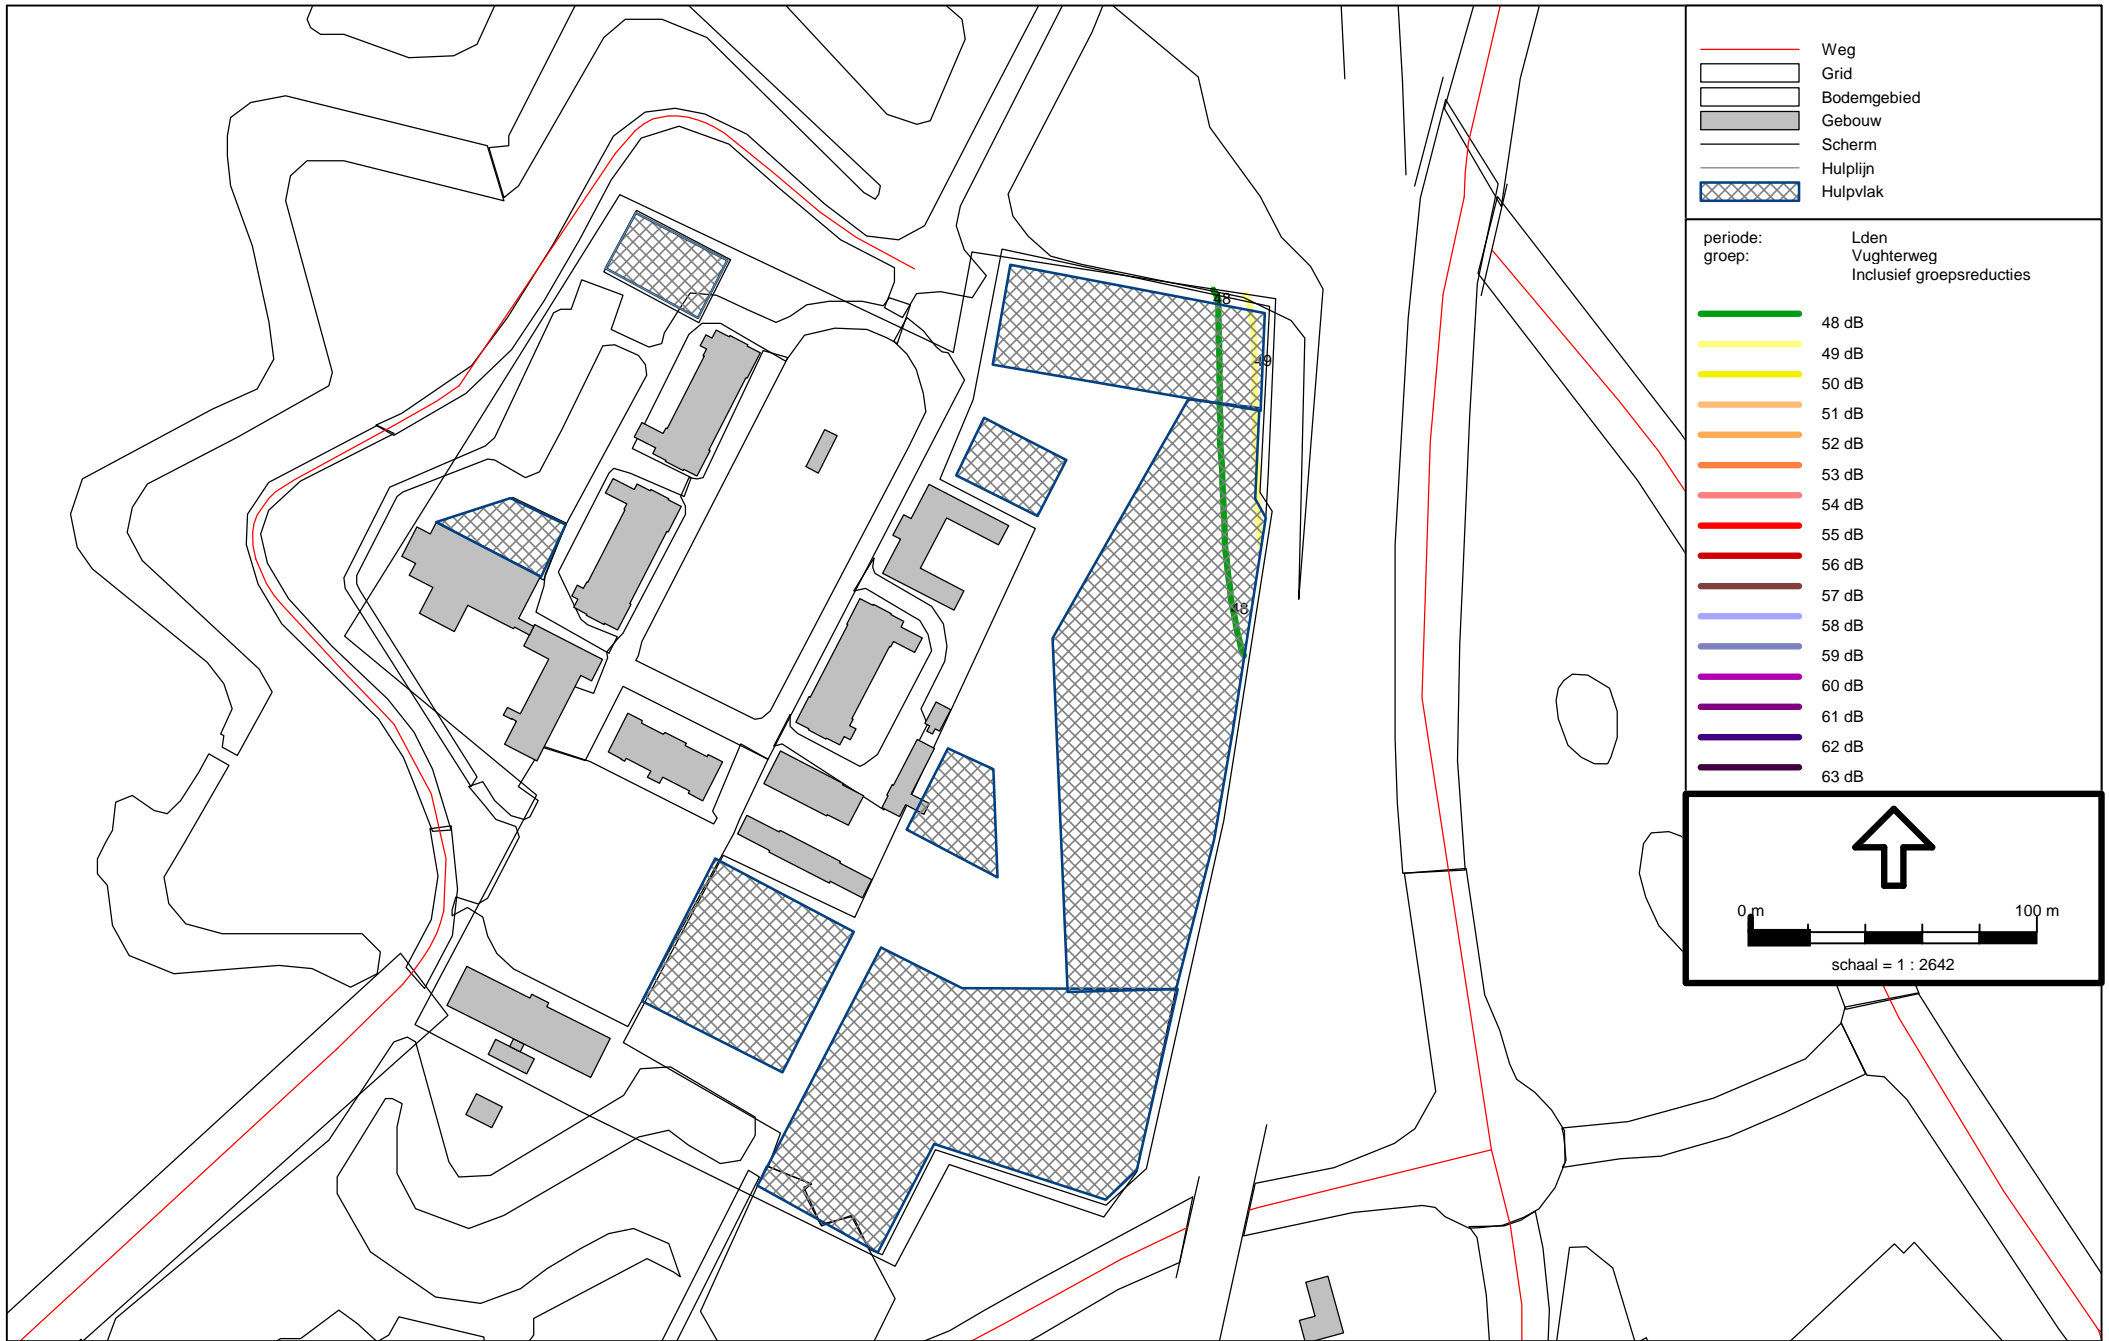 Weg
Grid
Bodemgebied
Gebouw
Scherm
Hulplijn
Hulpvlak
periode: Lden
groep: Vughterweg
Inclusief groepsreducties
48 dB
49 dB
50 dB
51 dB
52 dB
53 dB
54 dB
55 dB
56 dB
57 dB
58 dB
59 dB
60 dB
61 dB
62 dB
63 dB
0 m 100 m
schaal = 1 : 2642
48
49
48